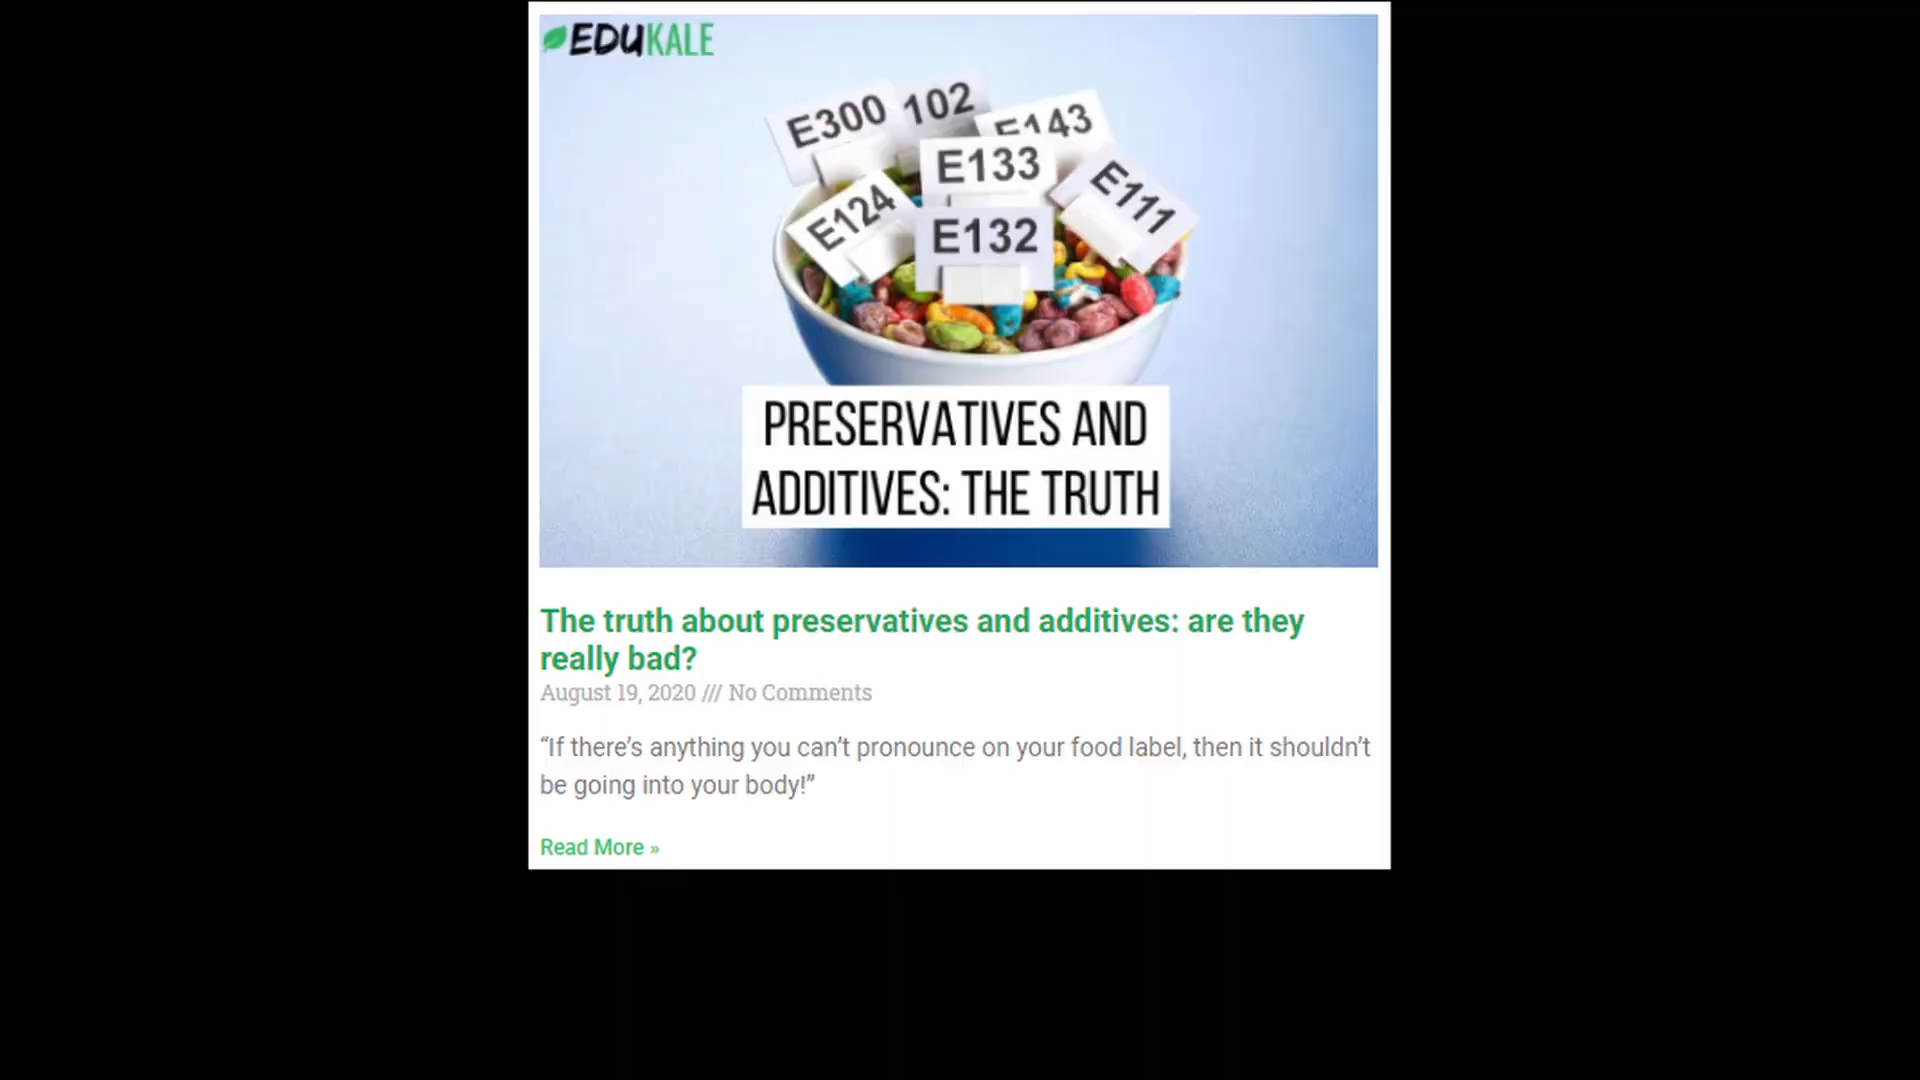 EDUKALE
E300
102
E143
E133
E111
E124
E132
PRESERVATIVES AND
ADDITIVES: THE TRUTH
The truth about preservatives and additives: are they
really bad?
August 19, 2020 /// No Comments
“If there’s anything you can’t pronounce on your food label, then it shouldn’t
be going into your body!”
Read More »